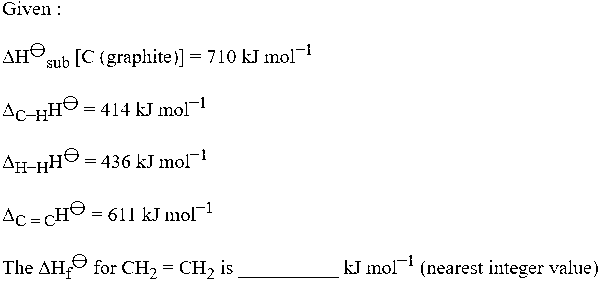 Given :
ΔH⊖sub [C (graphite)] = 710 kJ mol−1
ΔC−HH⊖ = 414 kJ mol−1
ΔH−HH⊖ = 436 kJ mol−1
ΔC = CH⊖ = 611 kJ mol−1
The ΔHf⊖ for CH2 = CH2 is __________ kJ mol−1 (nearest integer value)